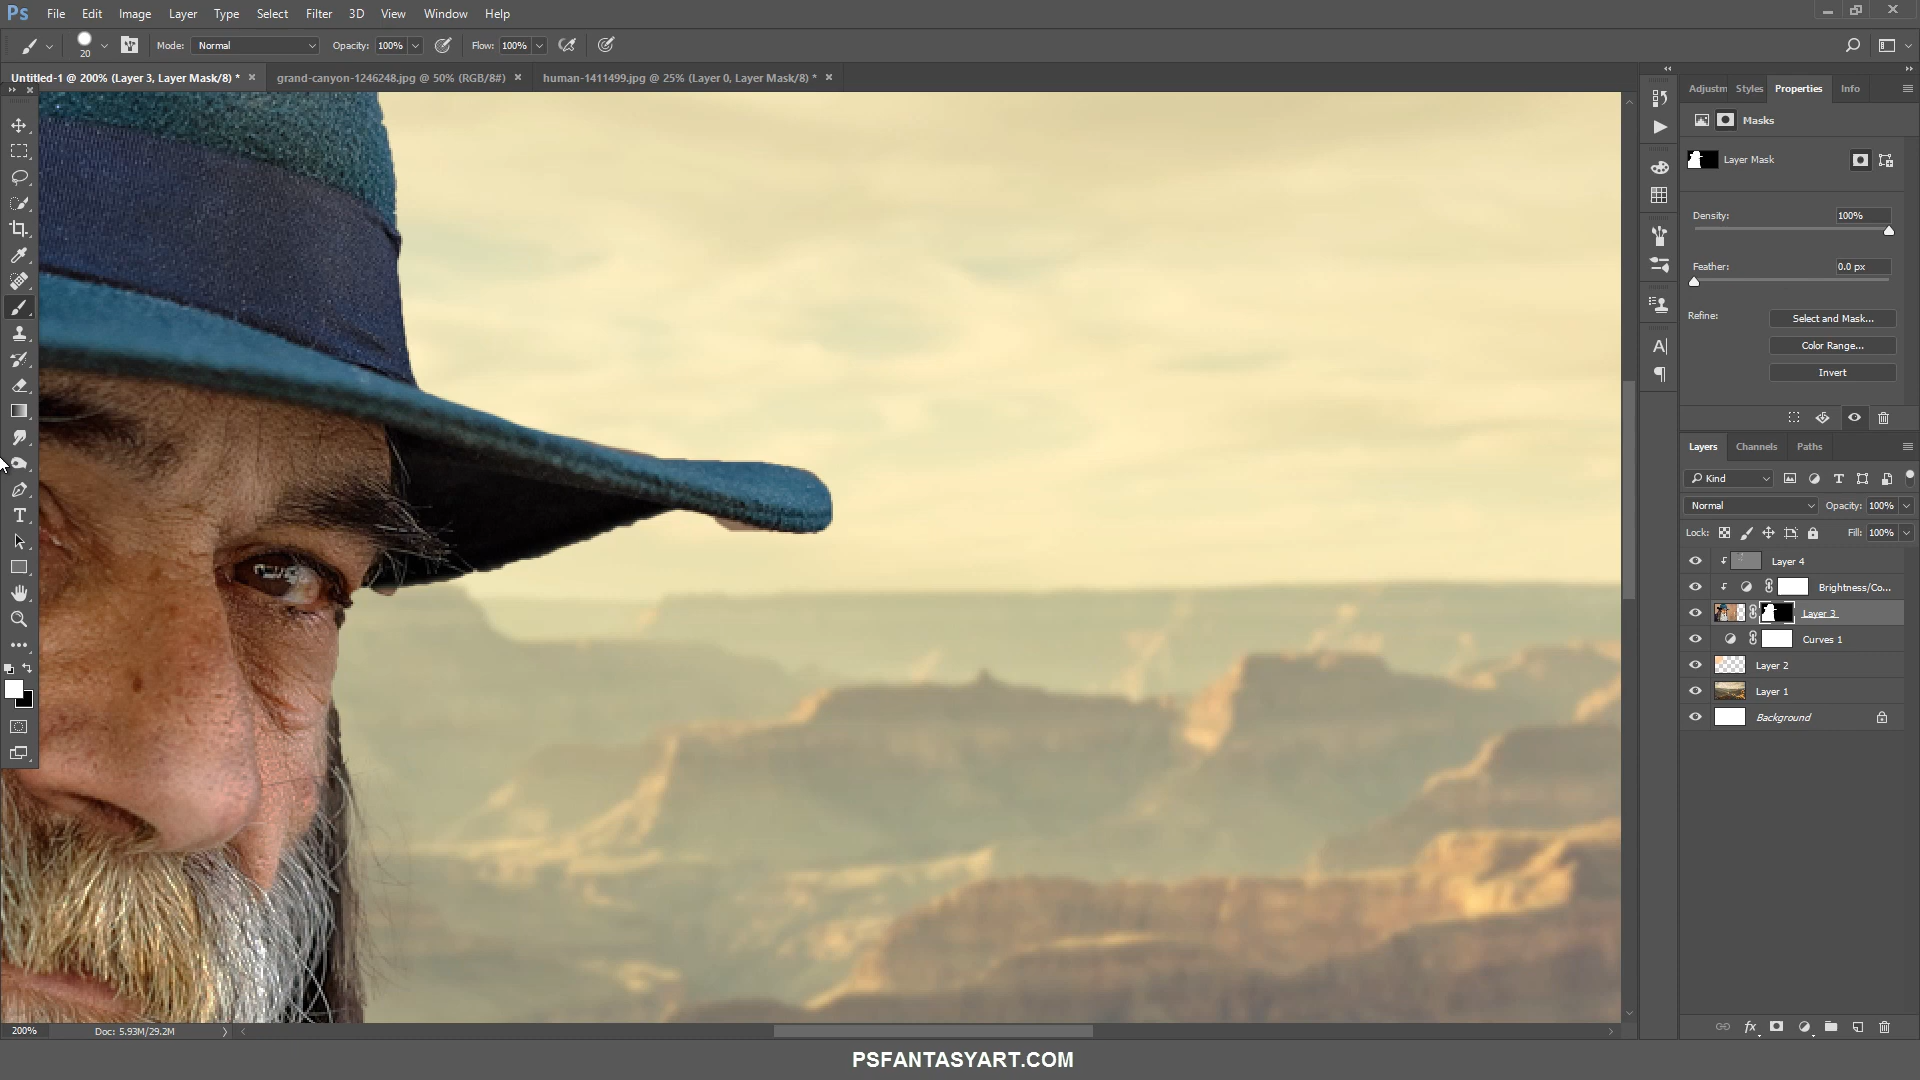 Ps File Edit Image Layer Type Select Filter 3D View Window Help
20 Mode: Normal Opacity: 100% Flow: 100%
Untitled-1 @ 200% (Layer 3, Layer Mask/8) * × grand-canyon-1246248.jpg @ 50% (RGB/8#) × human-1411499.jpg @ 25% (Layer 0, Layer Mask/8) * ×
Adjustm Styles Properties Info
Masks
Layer Mask
Density: 100%
Feather: 0.0 px
Refine: Select and Mask...
Color Range...
Invert
Layers Channels Paths
Kind
Normal Opacity: 100%
Lock: Fill: 100%
Layer 4
Brightness/Co...
Layer 3
Curves 1
Layer 2
Layer 1
Background
200% Doc: 5.93M/29.2M
PSFANTASYART.COM